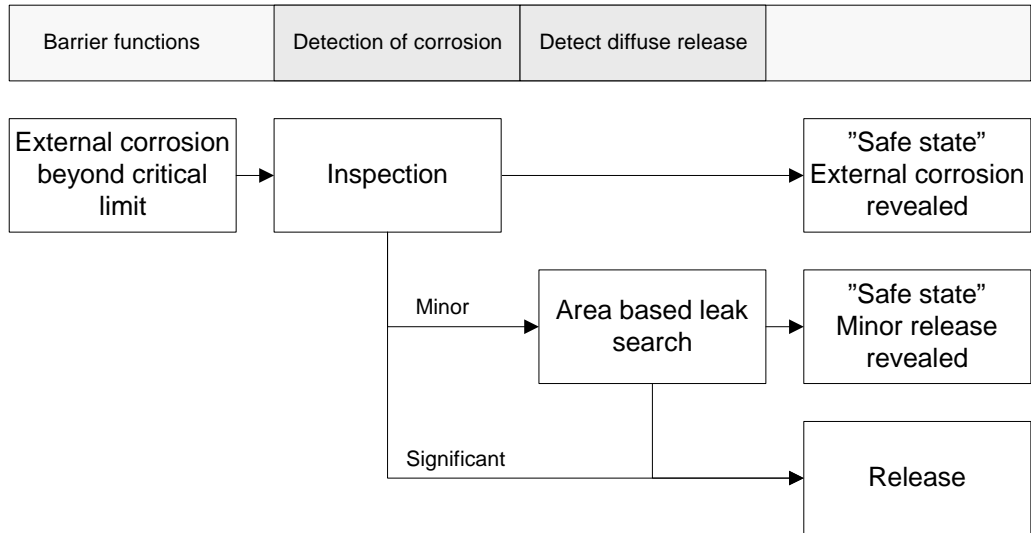 Barrier functions
Detection of corrosion
Detect diffuse release
External corrosion
beyond critical
limit
Inspection
”Safe state”
External corrosion
revealed
Minor
Area based leak
search
”Safe state”
Minor release
revealed
Significant
Release